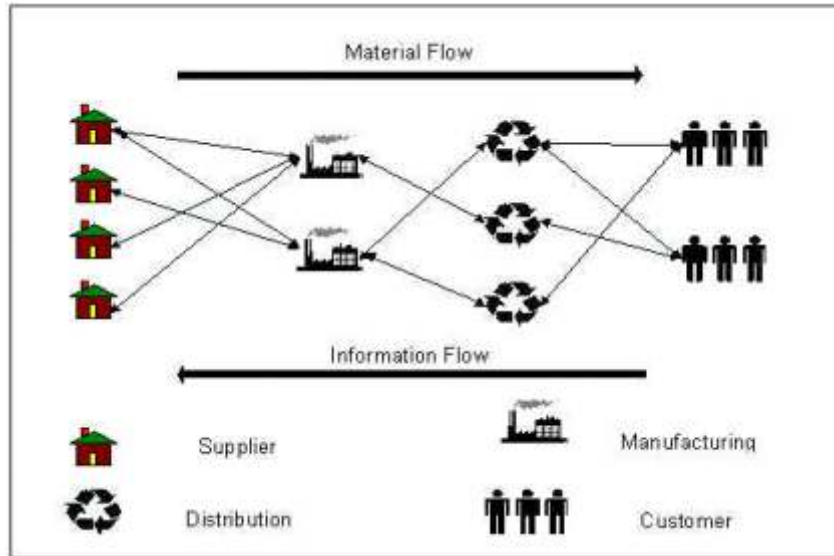 Material Flow
Information Flow
Supplier
Manufacturing
Distribution
Customer